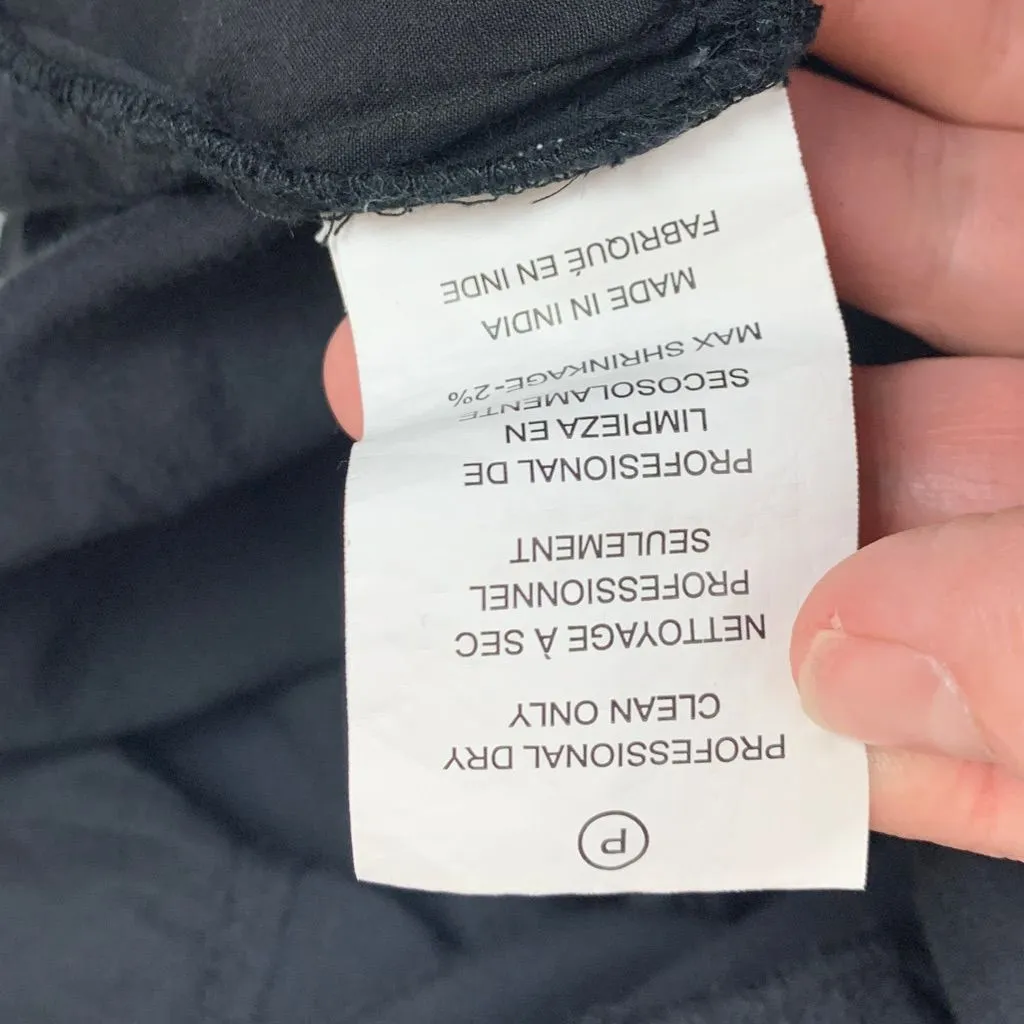 P
PROFESSIONAL DRY
CLEAN ONLY
NETTOYAGE À SEC
PROFESSIONNEL
SEULEMENT
PROFESIONAL DE
LIMPIEZA EN
SECOSOLAMENTE
MAX SHRINKAGE-2%
MADE IN INDIA
FABRIQUÉ EN INDE